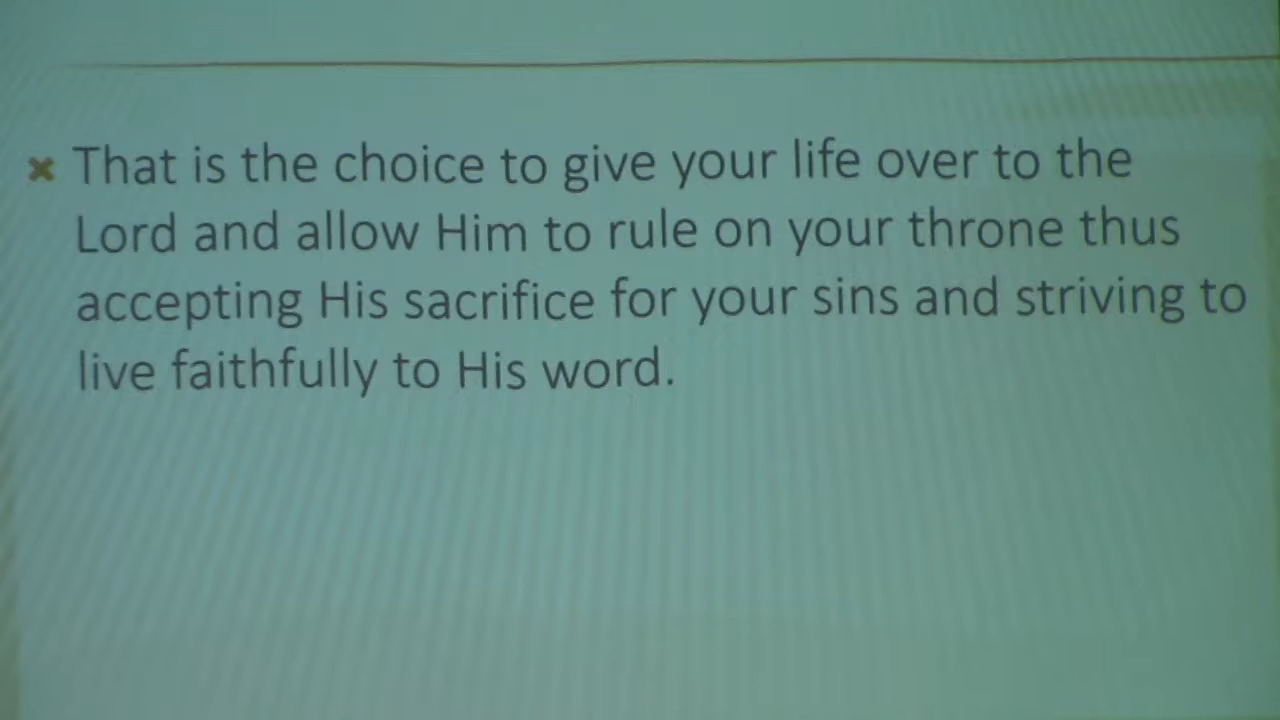 That is the choice to give your life over to the
Lord and allow Him to rule on your throne thus
accepting His sacrifice for your sins and striving to
live faithfully to His word.